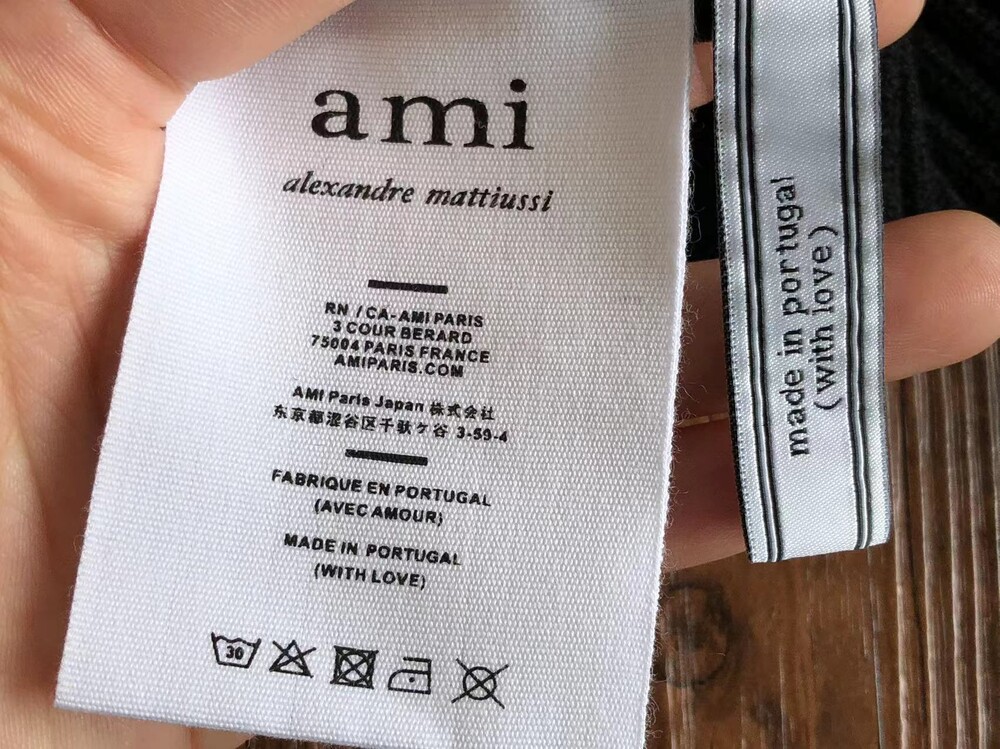 ami
alexandre mattiussi
RN / CA-AMI PARIS
3 COUR BERARD
75004 PARIS FRANCE
AMIPARIS.COM
AMI Paris Japan 株式会社
东京都涩谷区千駄ケ谷 3-59-4
FABRIQUE EN PORTUGAL
(AVEC AMOUR)
MADE IN PORTUGAL
(WITH LOVE)
30
made in portugal
(with love)